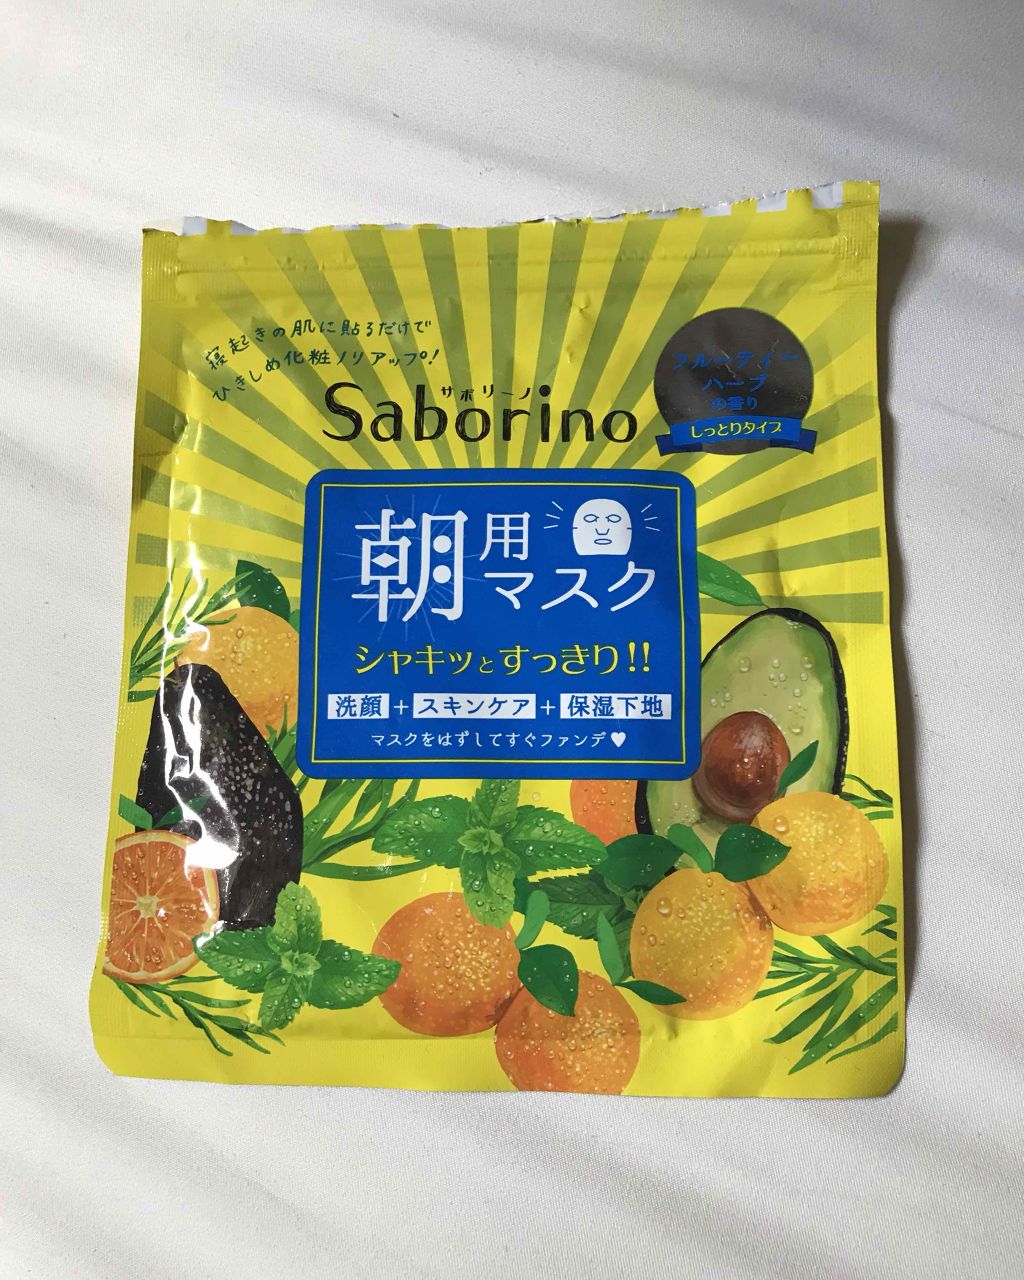 寝起きの肌に貼るだけで
ひきしめ化粧ノリアップ!
サボリーノ
Saborino
フルーティー
ハーブ
の香り
しっとりタイプ
朝用
マスク
シャキッとすっきり!!
洗顔+スキンケア+保湿下地
マスクをはずしてすぐファンデ♥